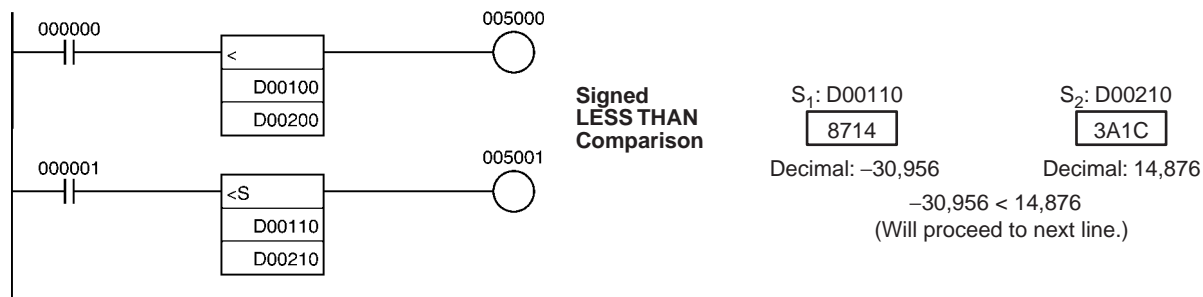 000000
005000
<
D00100
D00200
000001
005001
<S
D00110
D00210
Signed
LESS THAN
Comparison
S₁: D00110
S₂: D00210
8714
3A1C
Decimal: –30,956
Decimal: 14,876
–30,956 < 14,876
(Will proceed to next line.)